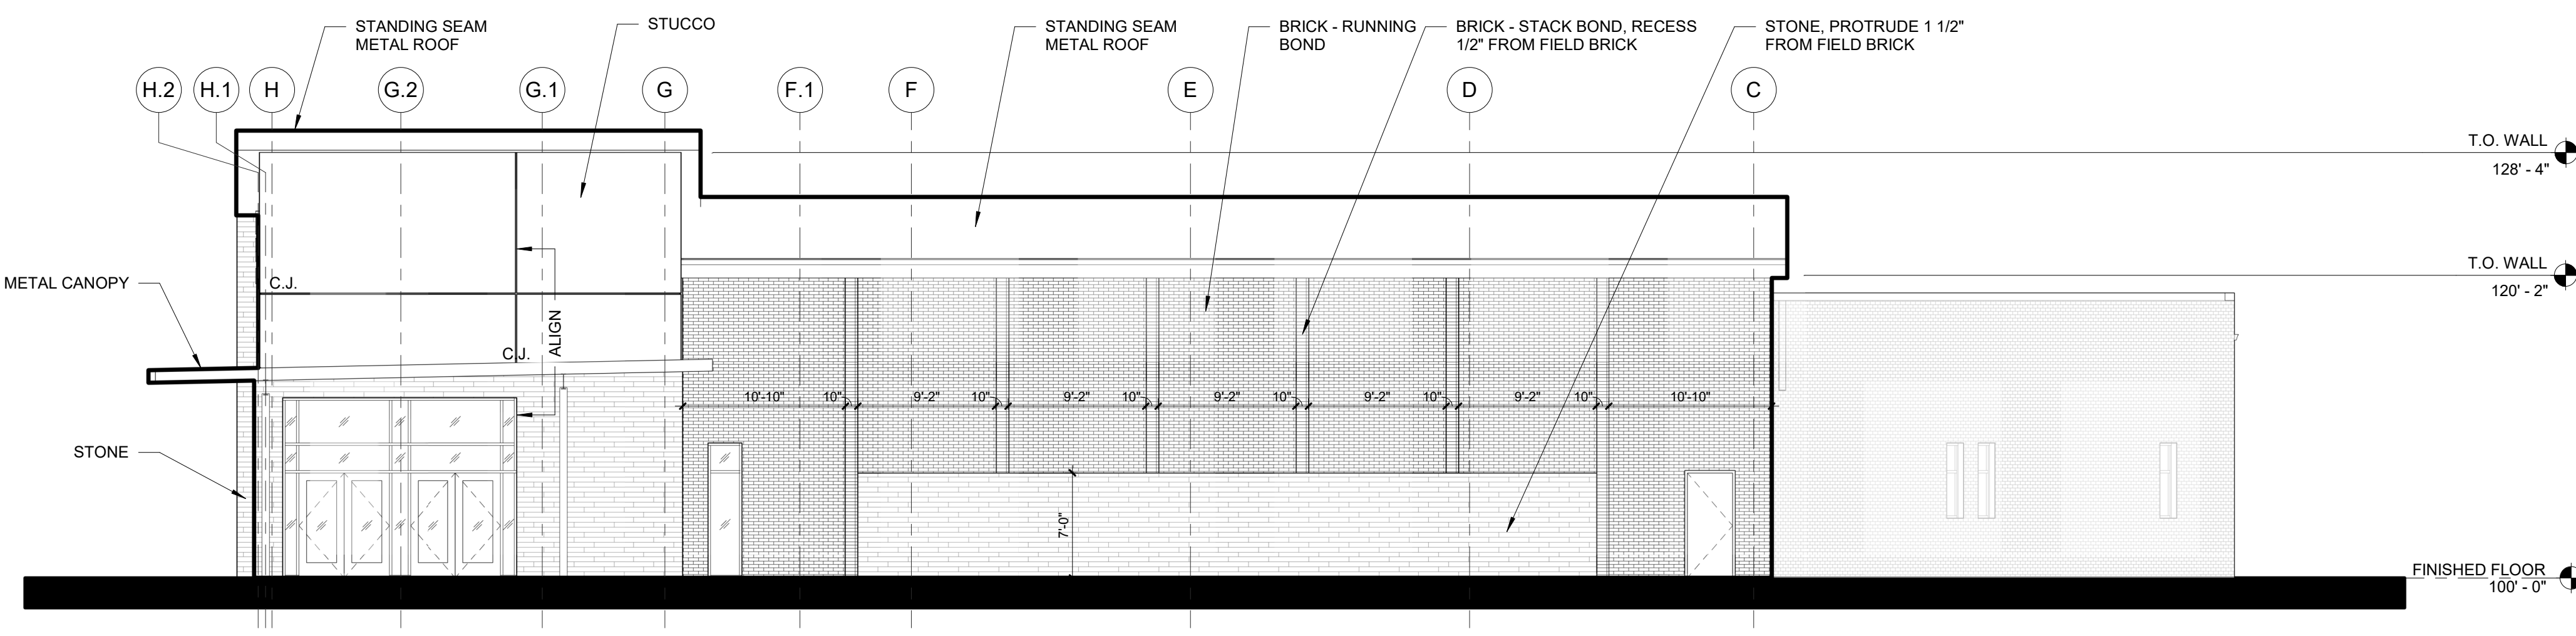 STANDING SEAM
METAL ROOF
STUCCO
STANDING SEAM
METAL ROOF
BRICK - RUNNING
BOND
BRICK - STACK BOND, RECESS
1/2" FROM FIELD BRICK
STONE, PROTRUDE 1 1/2"
FROM FIELD BRICK
H.2
H.1
H
G.2
G.1
G
F.1
F
E
D
C
T.O. WALL
128' - 4"
T.O. WALL
120' - 2"
METAL CANOPY
C.J.
ALIGN
C.J.
10'-10"
10"
9'-2"
10"
9'-2"
10"
9'-2"
10"
9'-2"
10"
9'-2"
10"
10'-10"
STONE
7'-0"
FINISHED FLOOR
100' - 0"